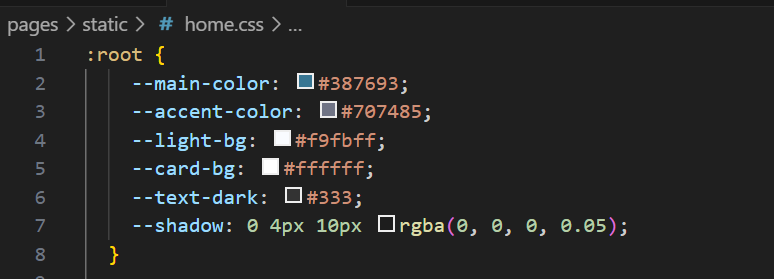 pages > static > # home.css > ...
1 :root {
2 --main-color: #387693;
3 --accent-color: #707485;
4 --light-bg: #f9fbff;
5 --card-bg: #ffffff;
6 --text-dark: #333;
7 --shadow: 0 4px 10px rgba(0, 0, 0, 0.05);
8 }